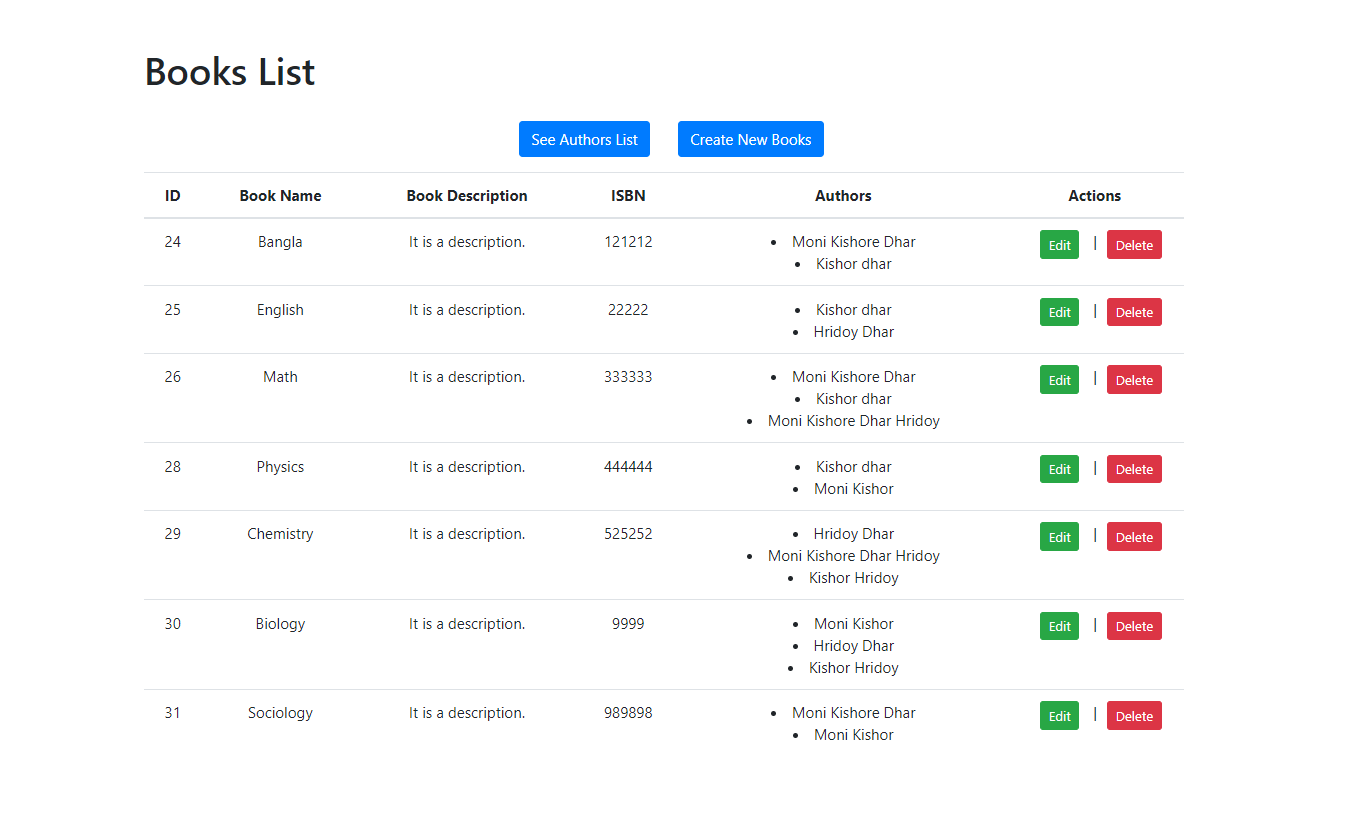 Books List
See Authors List Create New Books
ID Book Name Book Description ISBN Authors Actions
24 Bangla It is a description. 121212 • Moni Kishore Dhar Edit | Delete
• Kishor dhar
25 English It is a description. 22222 • Kishor dhar Edit | Delete
• Hridoy Dhar
26 Math It is a description. 333333 • Moni Kishore Dhar Edit | Delete
• Kishor dhar
• Moni Kishore Dhar Hridoy
28 Physics It is a description. 444444 • Kishor dhar Edit | Delete
• Moni Kishor
29 Chemistry It is a description. 525252 • Hridoy Dhar Edit | Delete
• Moni Kishore Dhar Hridoy
• Kishor Hridoy
30 Biology It is a description. 9999 • Moni Kishor Edit | Delete
• Hridoy Dhar
• Kishor Hridoy
31 Sociology It is a description. 989898 • Moni Kishore Dhar Edit | Delete
• Moni Kishor